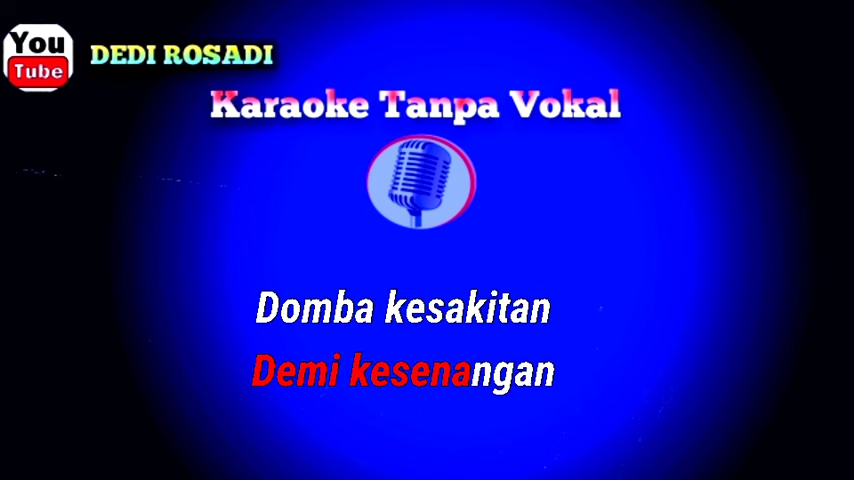 You
Tube
DEDI ROSADI
Karaoke Tanpa Vokal
Domba kesakitan
Demi kesenangan